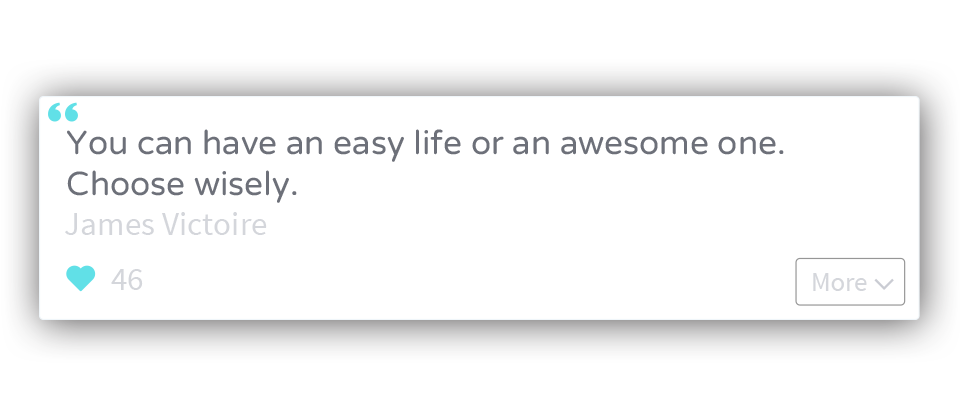 “
You can have an easy life or an awesome one.
Choose wisely.
James Victoire
46
More